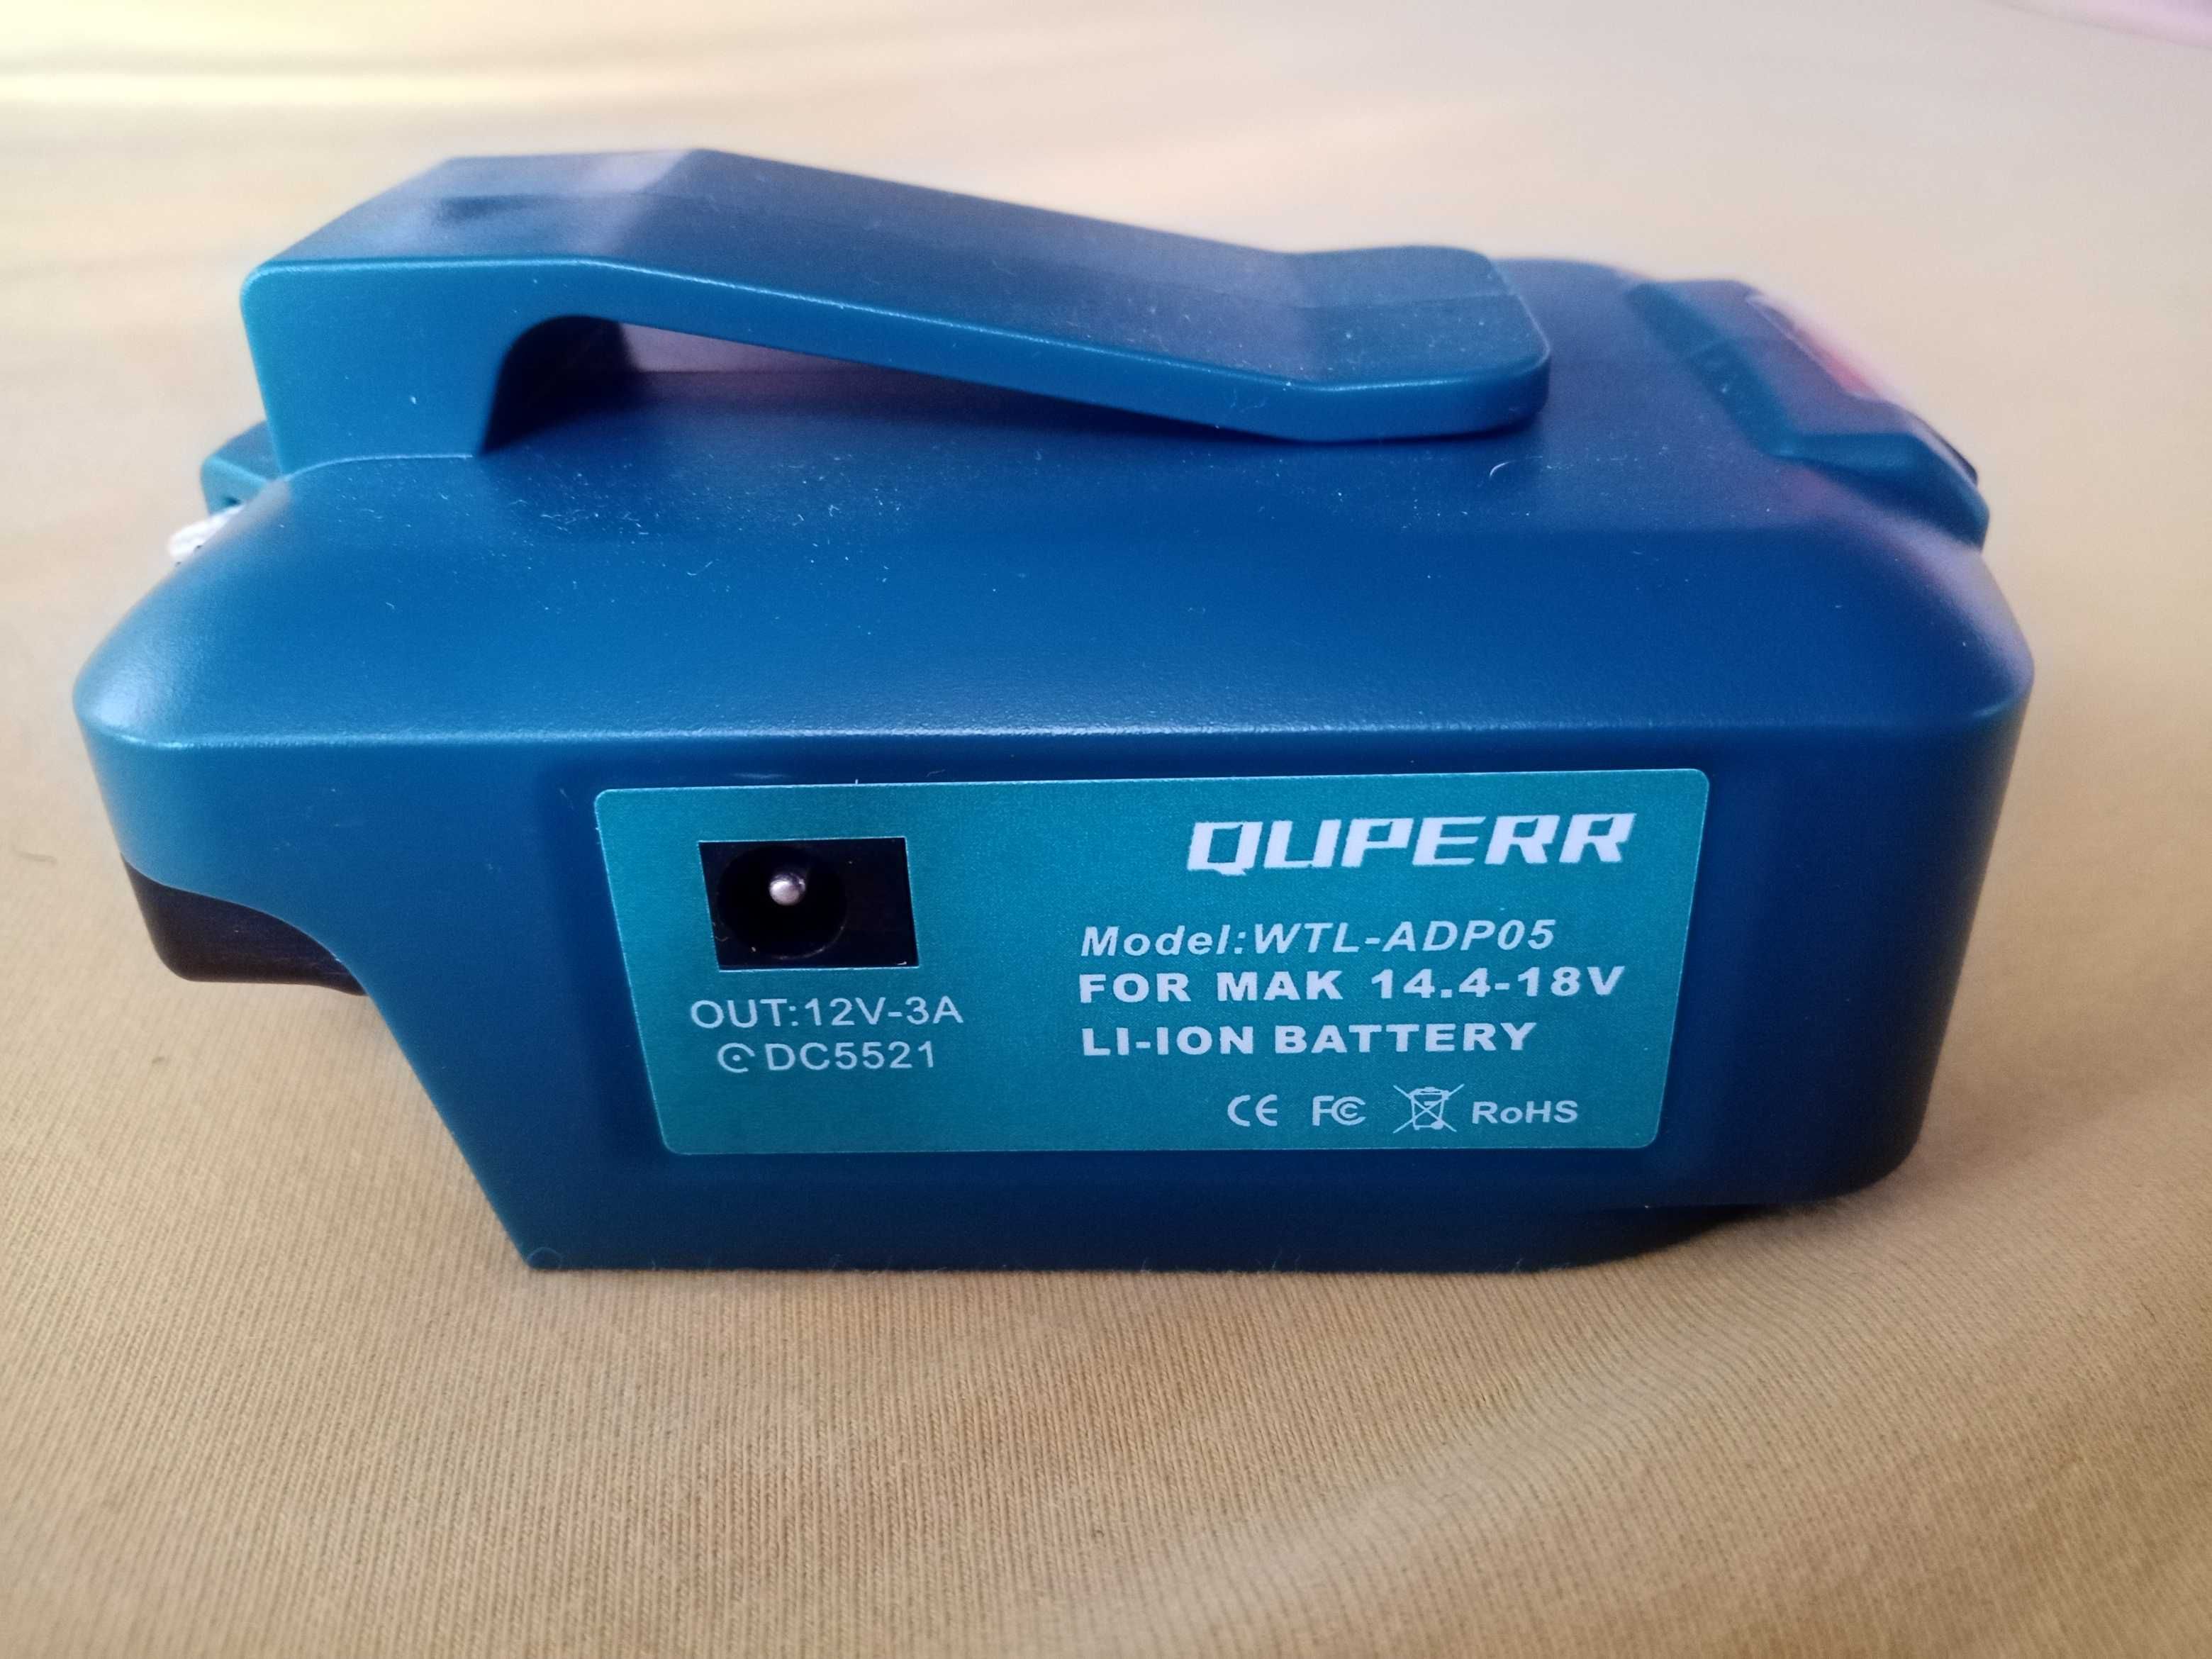 QUPERR
Model:WTL-ADP05
FOR MAK 14.4-18V
LI-ION BATTERY
OUT:12V-3A
DC5521
CE FC RoHS